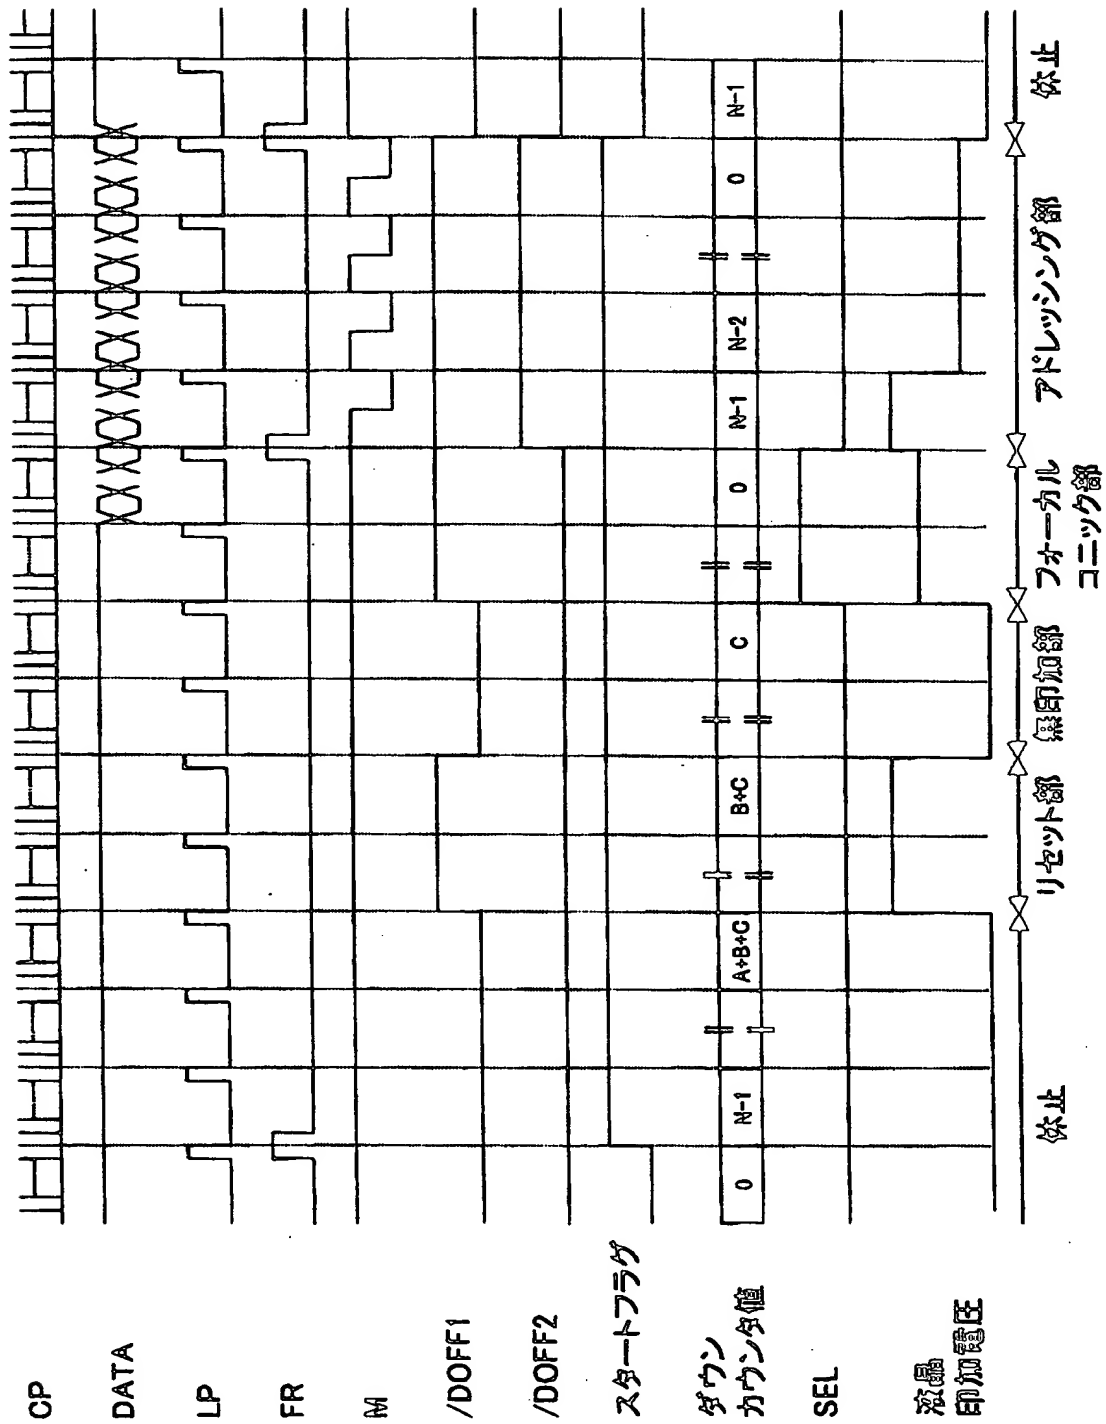 CP
DATA
LP
FR
M
/DOFF1
/DOFF2
スタートフラグ
ダウン
カウンタ値
0
N-1
A+B+C
B+C
C
0
N-1
N-2
0
N-1
SEL
液晶
印加電圧
休止
リセット部
無印加部
フォーカル
コニック部
アドレッシング部
休止